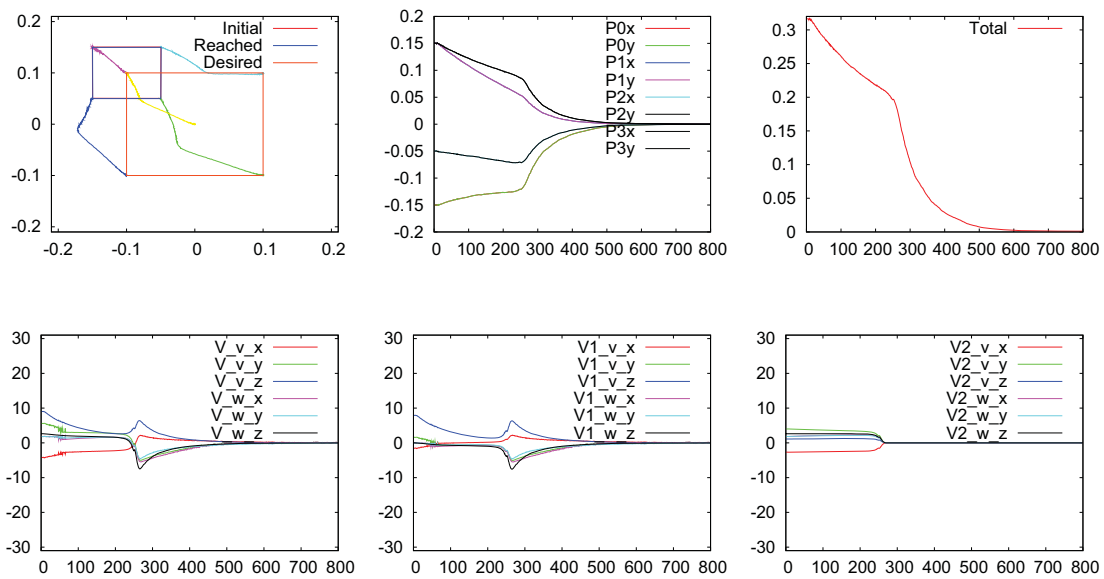 0.2
0.1
0
-0.1
-0.2
-0.2
-0.1
0
0.1
0.2
Initial
Reached
Desired
0.2
0.15
0.1
0.05
0
-0.05
-0.1
-0.15
-0.2
0 100 200 300 400 500 600 700 800
P0x
P0y
P1x
P1y
P2x
P2y
P3x
P3y
0.3
0.25
0.2
0.15
0.1
0.05
0
0 100 200 300 400 500 600 700 800
Total
30
20
10
0
-10
-20
-30
0 100 200 300 400 500 600 700 800
V_v_x
V_v_y
V_v_z
V_w_x
V_w_y
V_w_z
30
20
10
0
-10
-20
-30
0 100 200 300 400 500 600 700 800
V1_v_x
V1_v_y
V1_v_z
V1_w_x
V1_w_y
V1_w_z
30
20
10
0
-10
-20
-30
0 100 200 300 400 500 600 700 800
V2_v_x
V2_v_y
V2_v_z
V2_w_x
V2_w_y
V2_w_z